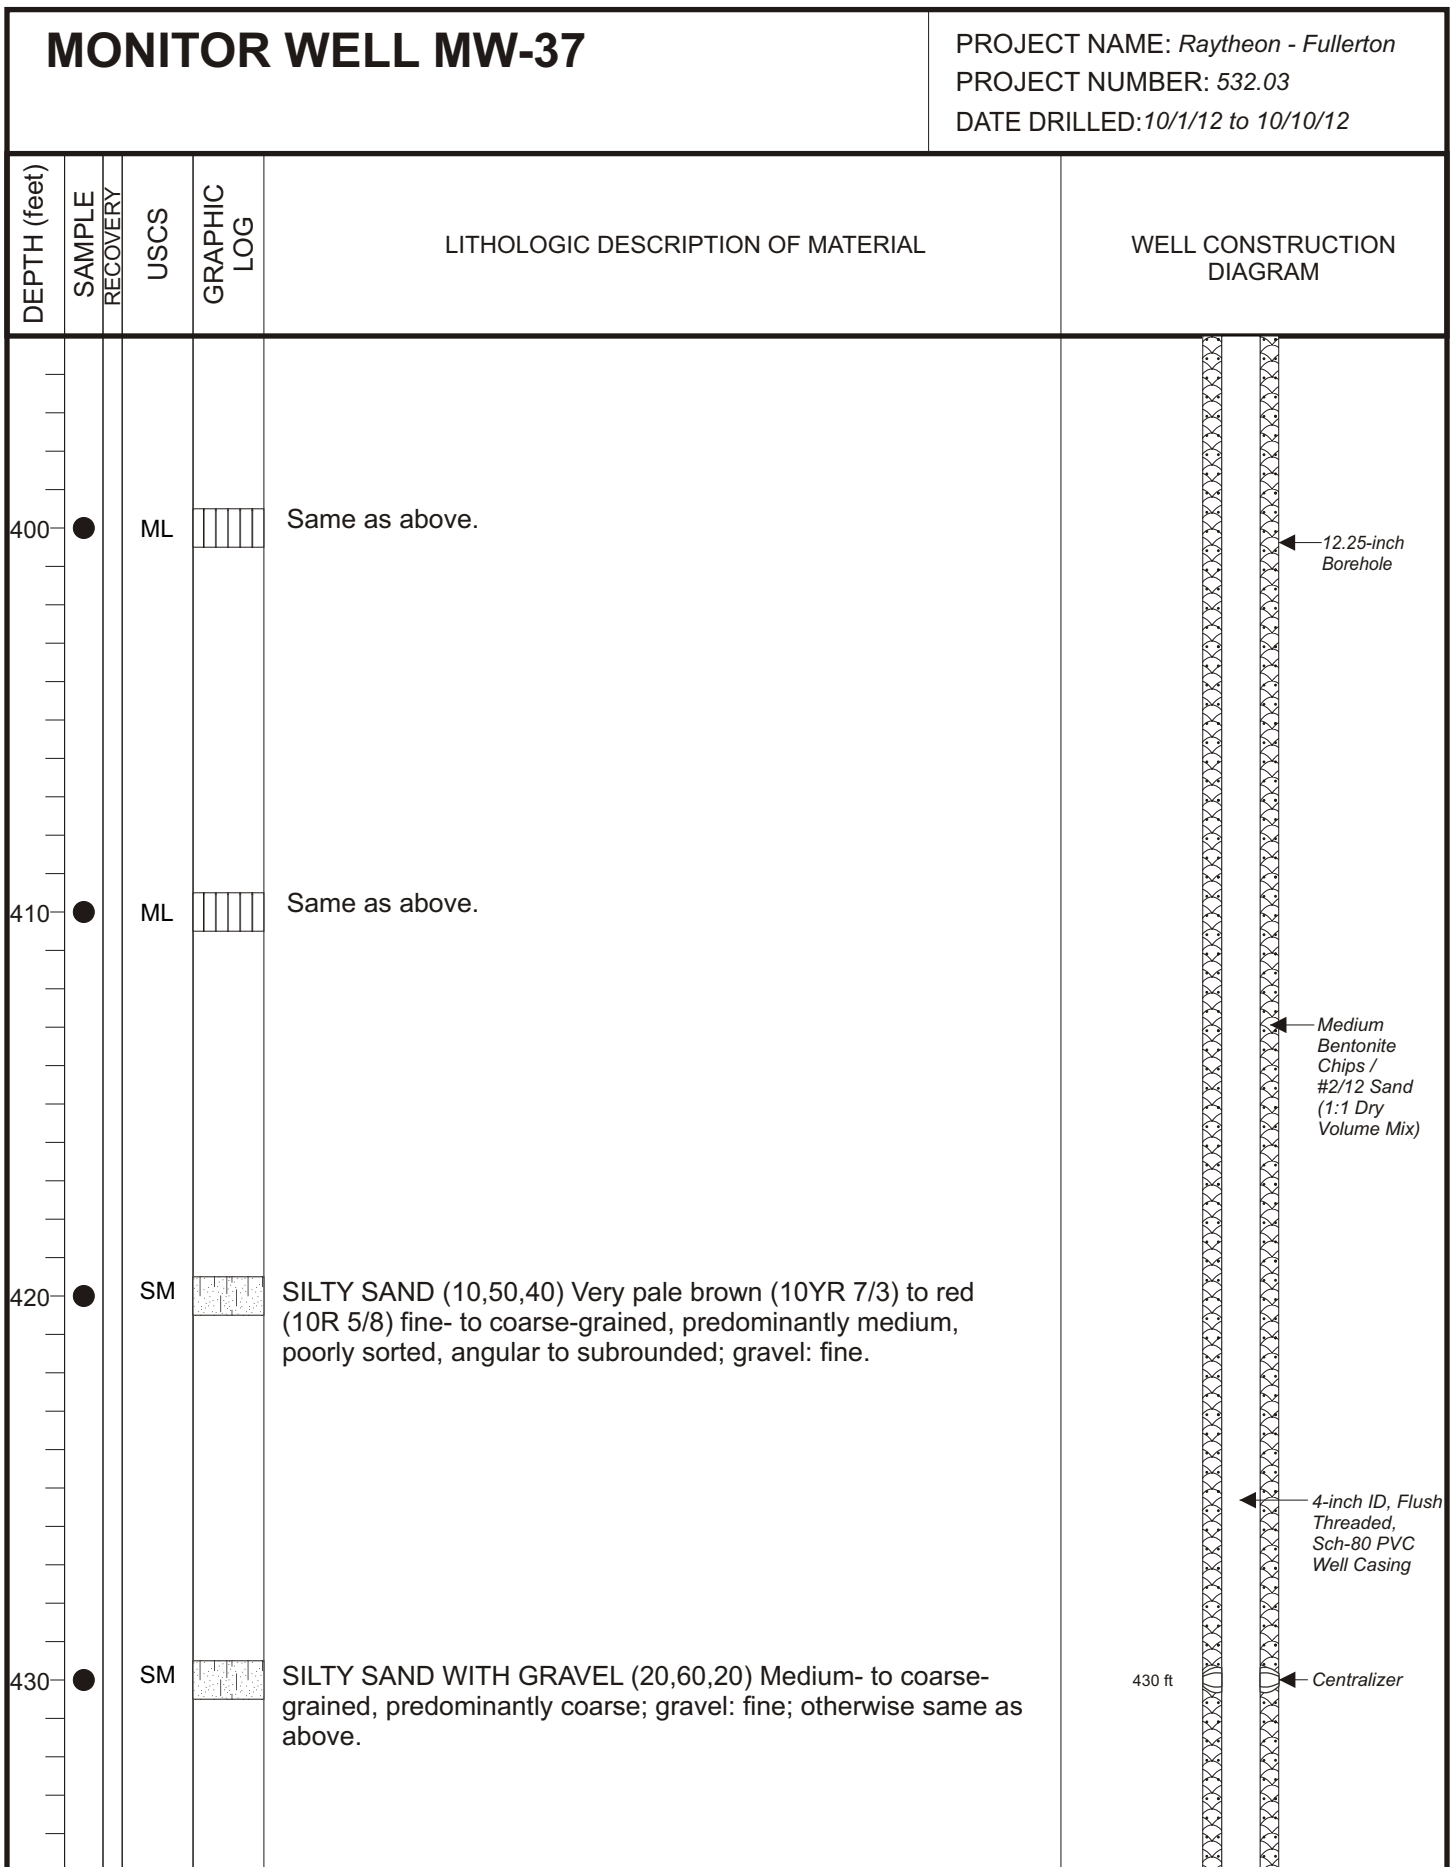 MONITOR WELL MW-37
PROJECT NAME: Raytheon - Fullerton
PROJECT NUMBER: 532.03
DATE DRILLED:10/1/12 to 10/10/12
DEPTH (feet)
SAMPLE
RECOVERY
USCS
GRAPHIC
LOG
LITHOLOGIC DESCRIPTION OF MATERIAL
WELL CONSTRUCTION
DIAGRAM
400
ML
Same as above.
12.25-inch
Borehole
410
ML
Same as above.
Medium
Bentonite
Chips /
#2/12 Sand
(1:1 Dry
Volume Mix)
420
SM
SILTY SAND (10,50,40) Very pale brown (10YR 7/3) to red
(10R 5/8) fine- to coarse-grained, predominantly medium,
poorly sorted, angular to subrounded; gravel: fine.
4-inch ID, Flush
Threaded,
Sch-80 PVC
Well Casing
430
SM
SILTY SAND WITH GRAVEL (20,60,20) Medium- to coarse-
grained, predominantly coarse; gravel: fine; otherwise same as
above.
430 ft
Centralizer